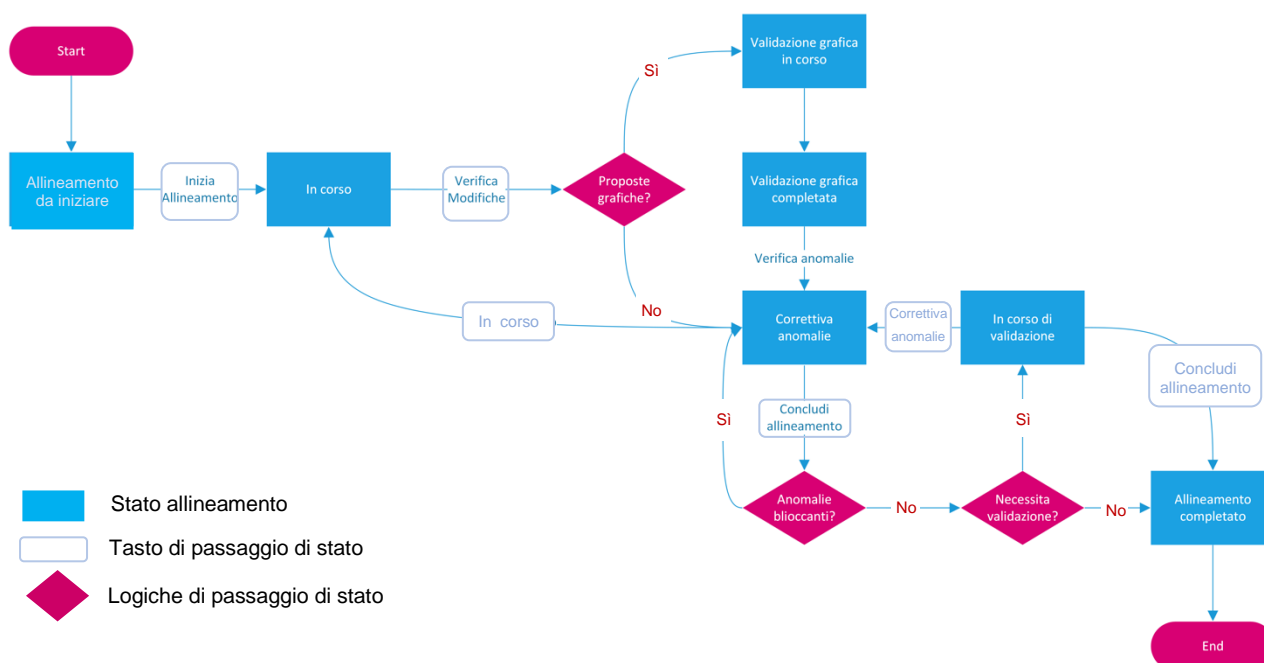 Start
Validazione grafica
in corso
Sì
Allineamento
da iniziare
Inizia
Allineamento
In corso
Verifica
Modifiche
Proposte
grafiche?
Validazione grafica
completata
Verifica anomalie
No
In corso
Correttiva
anomalie
Correttiva
anomalie
In corso di
validazione
Concludi
allineamento
Sì
Concludi
allineamento
Sì
Anomalie
blioccanti?
No
Necessita
validazione?
No
Allineamento
completato
Stato allineamento
Tasto di passaggio di stato
Logiche di passaggio di stato
End